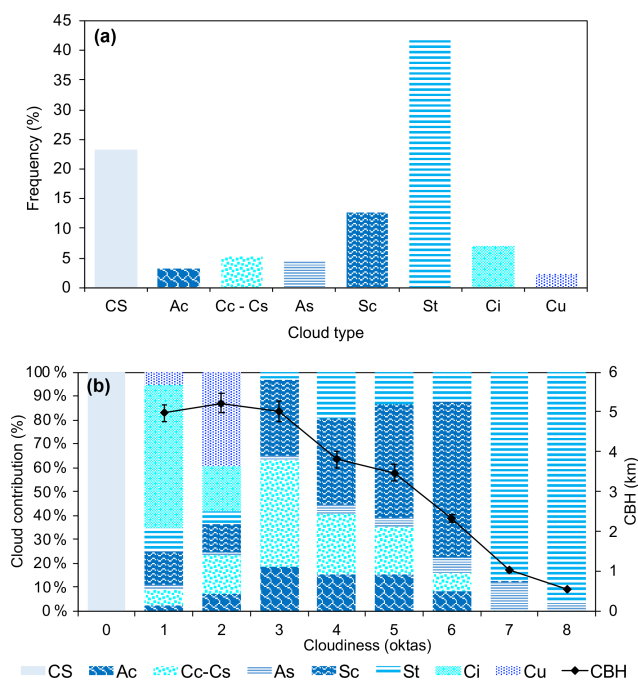 (a)
45
40
35
30
25
20
15
10
5
0
Frequency (%)
CS Ac Cc - Cs As Sc St Ci Cu
Cloud type
(b)
100 %
90 %
80 %
70 %
60 %
50 %
40 %
30 %
20 %
10 %
0 %
Cloud contribution (%)
6
5
4
3
2
1
0
CBH (km)
0 1 2 3 4 5 6 7 8
Cloudiness (oktas)
CS Ac Cc-Cs As Sc St Ci Cu CBH